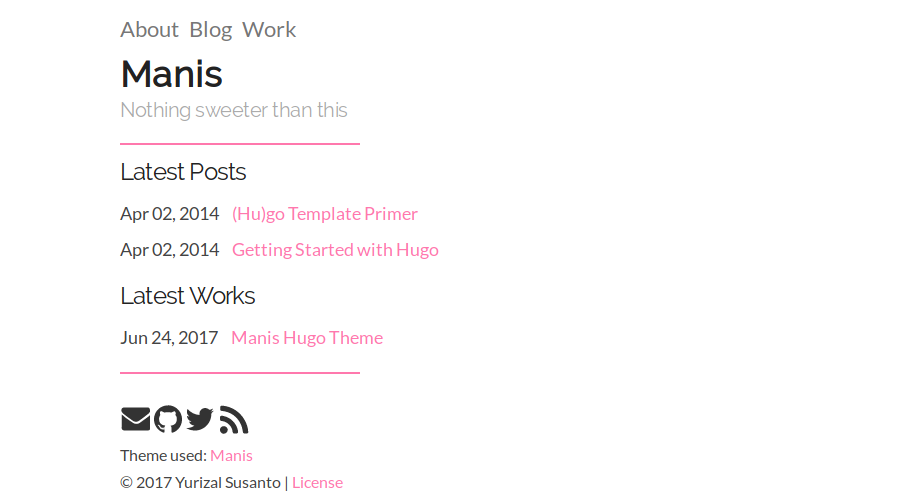 About Blog Work
Manis
Nothing sweeter than this
Latest Posts
Apr 02, 2014 (Hu)go Template Primer
Apr 02, 2014 Getting Started with Hugo
Latest Works
Jun 24, 2017 Manis Hugo Theme
Theme used: Manis
© 2017 Yurizal Susanto | License